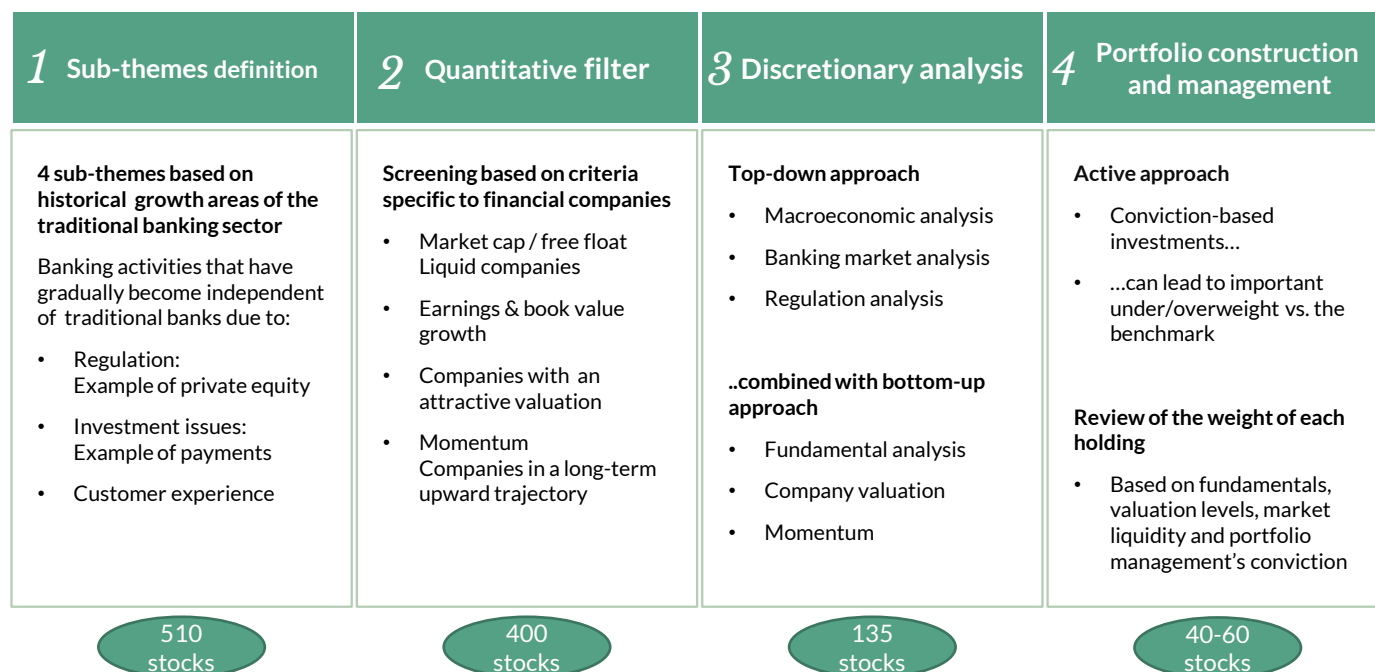 1 Sub-themes definition
4 sub-themes based on
historical growth areas of the
traditional banking sector
Banking activities that have
gradually become independent
of traditional banks due to:
• Regulation:
Example of private equity
• Investment issues:
Example of payments
• Customer experience
510
stocks
2 Quantitative filter
Screening based on criteria
specific to financial companies
• Market cap / free float
Liquid companies
• Earnings & book value
growth
• Companies with an
attractive valuation
• Momentum
Companies in a long-term
upward trajectory
400
stocks
3 Discretionary analysis
Top-down approach
• Macroeconomic analysis
• Banking market analysis
• Regulation analysis
..combined with bottom-up
approach
• Fundamental analysis
• Company valuation
• Momentum
135
stocks
4 Portfolio construction
and management
Active approach
• Conviction-based
investments…
• …can lead to important
under/overweight vs. the
benchmark
Review of the weight of each
holding
• Based on fundamentals,
valuation levels, market
liquidity and portfolio
management’s conviction
40-60
stocks